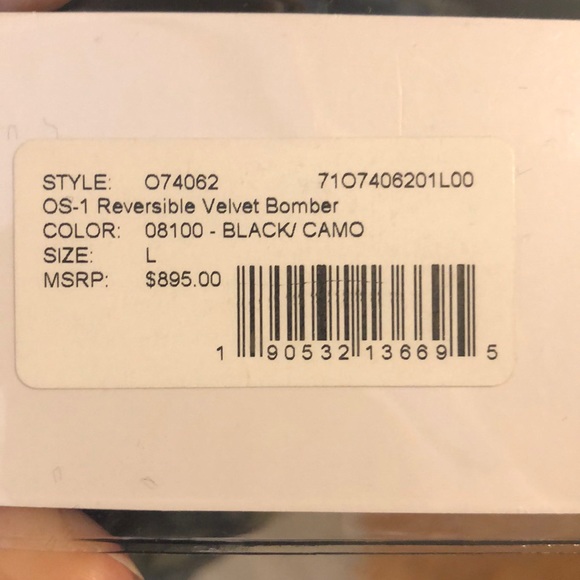 STYLE: O74062 71O7406201L00
OS-1 Reversible Velvet Bomber
COLOR: 08100 - BLACK/ CAMO
SIZE: L
MSRP: $895.00
1 90532 13669 5